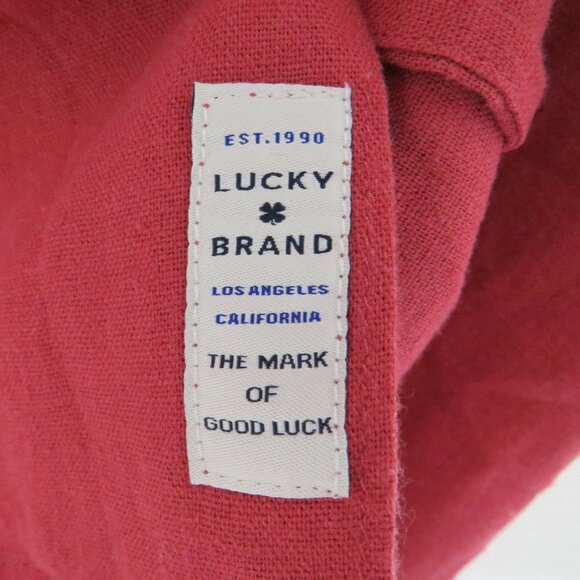 EST.1990
LUCKY
BRAND
LOS ANGELES
CALIFORNIA
THE MARK
OF
GOOD LUCK